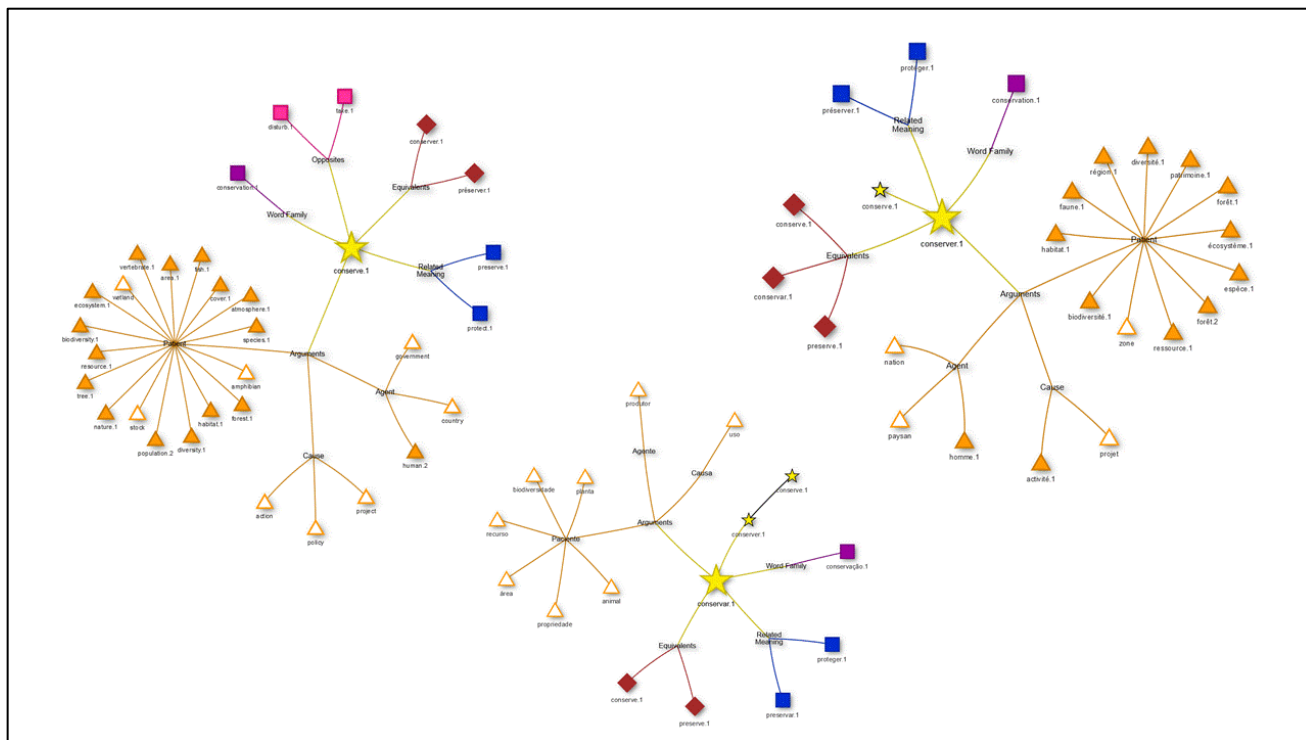 take.1
disturb.1
conserver.1
Opposites
préserver.1
Equivalents
conservation.1
Word Family
conserve.1
Related
Meaning
preserve.1
protect.1
vertebrate.1
area.1
fish.1
wetland
cover.1
ecosystem.1
atmosphere.1
biodiversity.1
species.1
Patient
resource.1
amphibian
tree.1
forest.1
nature.1
stock
habitat.1
population.2
diversity.1
Arguments
government
Agent
country
human.2
Cause
action
project
policy
proteger.1
préserver.1
conservation.1
Related
Meaning
Word Family
conserve.1
conserver.1
conserve.1
Equivalents
conservar.1
preserve.1
diversité.1
région.1
patrimoine.1
faune.1
forêt.1
habitat.1
Patient
écosystème.1
espèce.1
biodiversité.1
forêt.2
zone
ressource.1
Arguments
nation
Agent
Cause
paysan
homme.1
projet
activité.1
produtor
uso
Agente
Causa
biodiversidade
planta
conserve.1
recurso
Arguments
conserver.1
Paciente
área
animal
propriedade
Word Family
conservação.1
conservar.1
Equivalents
Related
Meaning
proteger.1
conserve.1
preservar.1
preserve.1